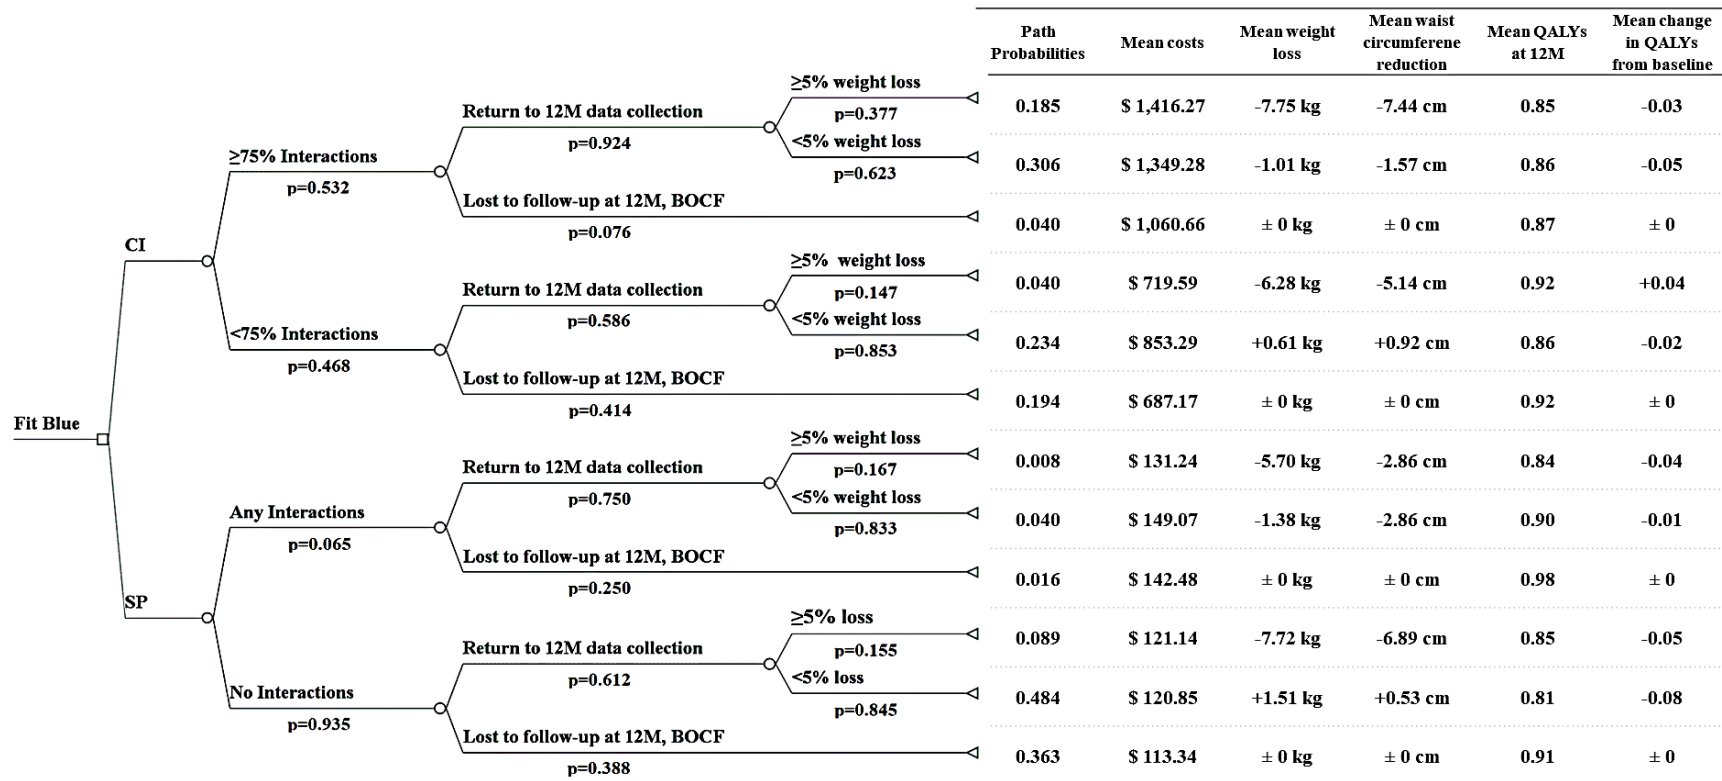 Path Probabilities Mean costs Mean weight loss Mean waist circumferene reduction Mean QALYs at 12M Mean change in QALYs from baseline
≥5% weight loss
p=0.377
0.185 $ 1,416.27 -7.75 kg -7.44 cm 0.85 -0.03
Return to 12M data collection
p=0.924
<5% weight loss
p=0.623
0.306 $ 1,349.28 -1.01 kg -1.57 cm 0.86 -0.05
≥75% Interactions
p=0.532
Lost to follow-up at 12M, BOCF
p=0.076
0.040 $ 1,060.66 ± 0 kg ± 0 cm 0.87 ± 0
CI
≥5% weight loss
p=0.147
0.040 $ 719.59 -6.28 kg -5.14 cm 0.92 +0.04
Return to 12M data collection
p=0.586
<5% weight loss
p=0.853
0.234 $ 853.29 +0.61 kg +0.92 cm 0.86 -0.02
<75% Interactions
p=0.468
Lost to follow-up at 12M, BOCF
p=0.414
0.194 $ 687.17 ± 0 kg ± 0 cm 0.92 ± 0
Fit Blue
≥5% weight loss
p=0.167
0.008 $ 131.24 -5.70 kg -2.86 cm 0.84 -0.04
Return to 12M data collection
p=0.750
<5% weight loss
p=0.833
0.040 $ 149.07 -1.38 kg -2.86 cm 0.90 -0.01
Any Interactions
p=0.065
Lost to follow-up at 12M, BOCF
p=0.250
0.016 $ 142.48 ± 0 kg ± 0 cm 0.98 ± 0
SP
≥5% loss
p=0.155
0.089 $ 121.14 -7.72 kg -6.89 cm 0.85 -0.05
Return to 12M data collection
p=0.612
<5% loss
p=0.845
0.484 $ 120.85 +1.51 kg +0.53 cm 0.81 -0.08
No Interactions
p=0.935
Lost to follow-up at 12M, BOCF
p=0.388
0.363 $ 113.34 ± 0 kg ± 0 cm 0.91 ± 0